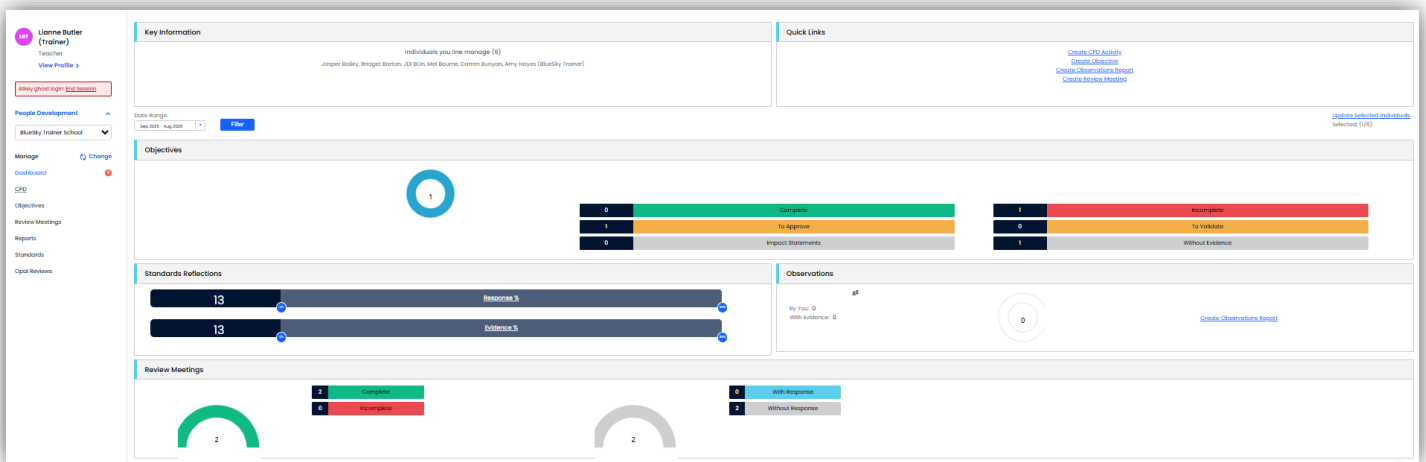 LBT
Lianne Butler
(Trainer)
Teacher
View Profile >
Abkey ghost login: End Session
People Development
BlueSky Trainer School
Manage
Change
Dashboard
CPD
Objectives
Review Meetings
Reports
Standards
Opal Reviews
Key Information
Individuals you line manage (6)
Jasper Bailey, Bridget Barton, JDI BOn, Mel Bourne, Darren Bunyan, Amy Hayes (BlueSky Trainer)
Quick Links
Create CPD Activity
Create Objective
Create Observations Report
Create Review Meeting
Date Range:
Sep 2025 - Aug 2026
Filter
Update Selected Individuals
Selected: (1/6)
Objectives
1
0 Complete
1 Incomplete
1 To Approve
0 To Validate
0 Impact Statements
1 Without Evidence
Standards Reflections
13 Response %
13 Evidence %
Observations
By You: 0
With Evidence: 0
0
Create Observations Report
Review Meetings
2
2 Complete
0 Incomplete
2
0 With Response
2 Without Response